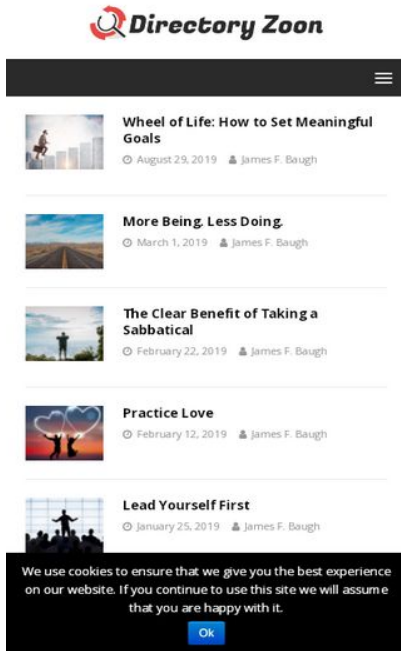 Directory Zoon
Wheel of Life: How to Set Meaningful
Goals
August 29, 2019 James F. Baugh
More Being. Less Doing.
March 1, 2019 James F. Baugh
The Clear Benefit of Taking a
Sabbatical
February 22, 2019 James F. Baugh
Practice Love
February 12, 2019 James F. Baugh
Lead Yourself First
January 25, 2019 James F. Baugh
We use cookies to ensure that we give you the best experience
on our website. If you continue to use this site we will assume
that you are happy with it.
Ok